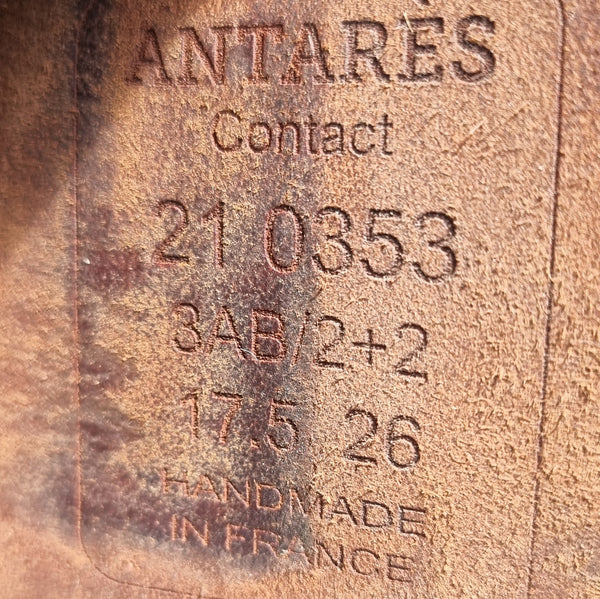 ANTARÈS
Contact
21 0353
3AB/2+2
17.5 26
HANDMADE
IN FRANCE